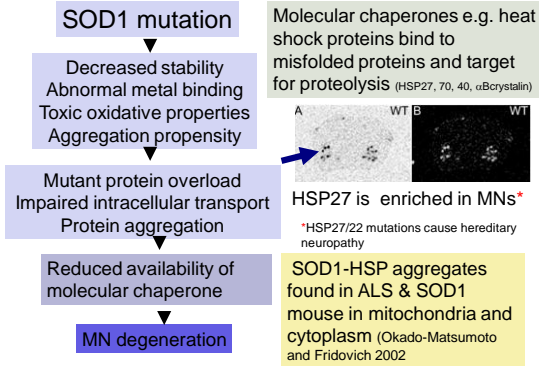 SOD1 mutation
Decreased stability
Abnormal metal binding
Toxic oxidative properties
Aggregation propensity
Mutant protein overload
Impaired intracellular transport
Protein aggregation
Reduced availability of
molecular chaperone
MN degeneration
Molecular chaperones e.g. heat
shock proteins bind to
misfolded proteins and target
for proteolysis (HSP27, 70, 40, αBcrystalin)
A WT B WT
HSP27 is enriched in MNs*
*HSP27/22 mutations cause hereditary
neuropathy
SOD1-HSP aggregates
found in ALS & SOD1
mouse in mitochondria and
cytoplasm (Okado-Matsumoto
and Fridovich 2002